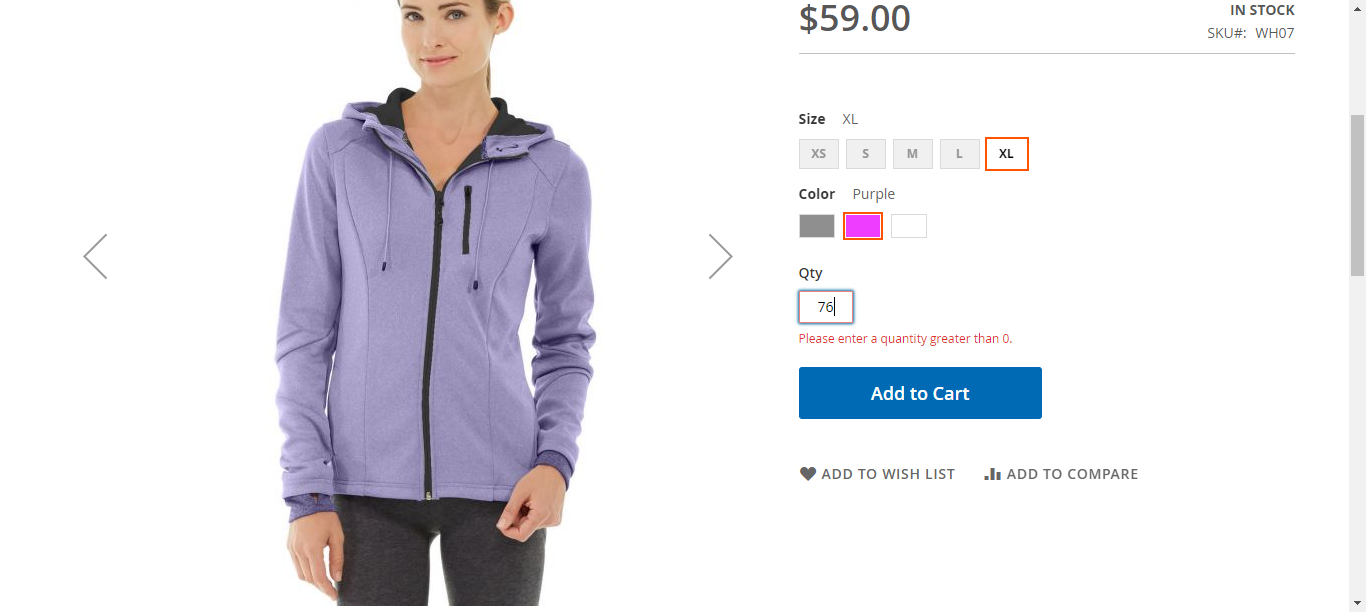 $59.00
IN STOCK
SKU#: WH07
Size XL
XS S M L XL
Color Purple
Qty
76
Please enter a quantity greater than 0.
Add to Cart
ADD TO WISH LIST ADD TO COMPARE